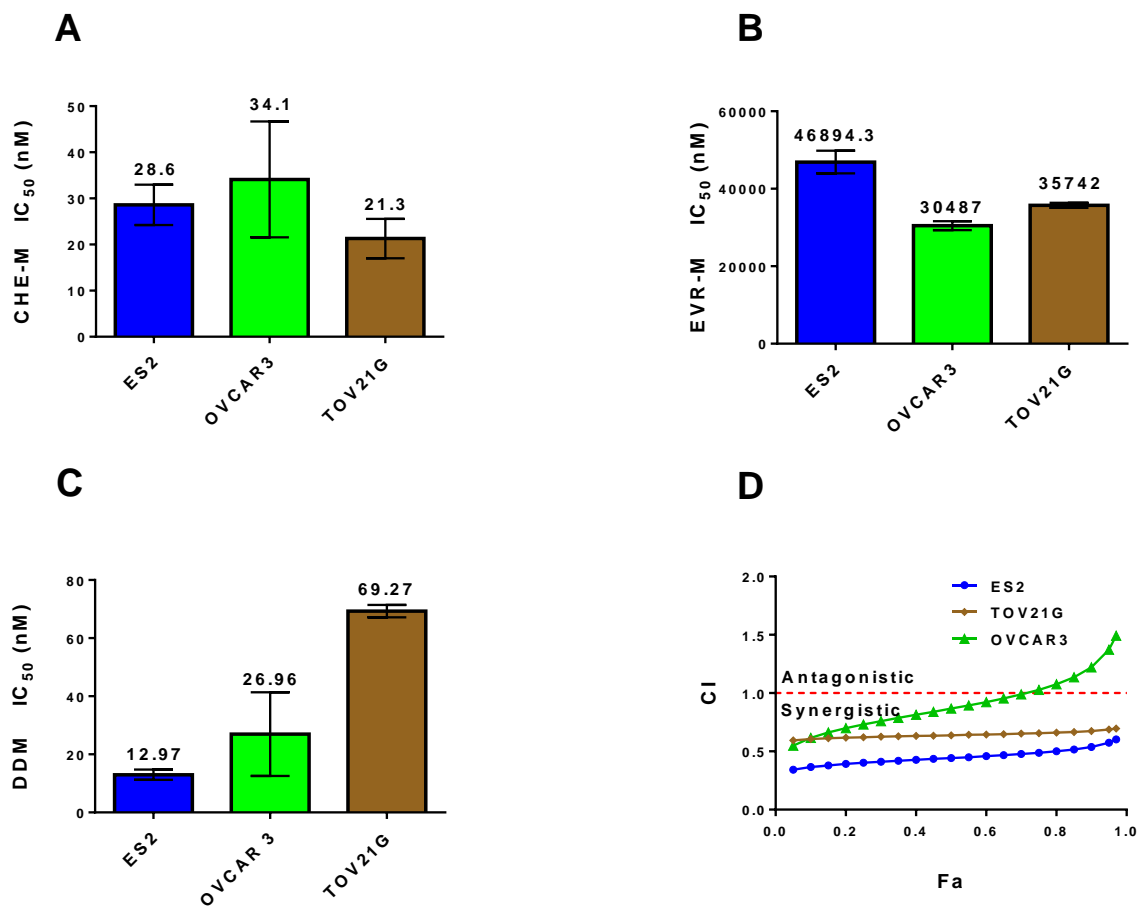 A
CHE-M IC50 (nM)
50
40
30
20
10
0
28.6
34.1
21.3
ES2
OVCAR3
TOV21G
B
EVR-M IC50 (nM)
60000
40000
20000
0
46894.3
30487
35742
ES2
OVCAR3
TOV21G
C
DDM IC50 (nM)
80
60
40
20
0
12.97
26.96
69.27
ES2
OVCAR 3
TOV21G
D
CI
2.0
1.5
1.0
0.5
0.0
ES2
TOV21G
OVCAR3
Antagonistic
Synergistic
0.0 0.2 0.4 0.6 0.8 1.0
Fa